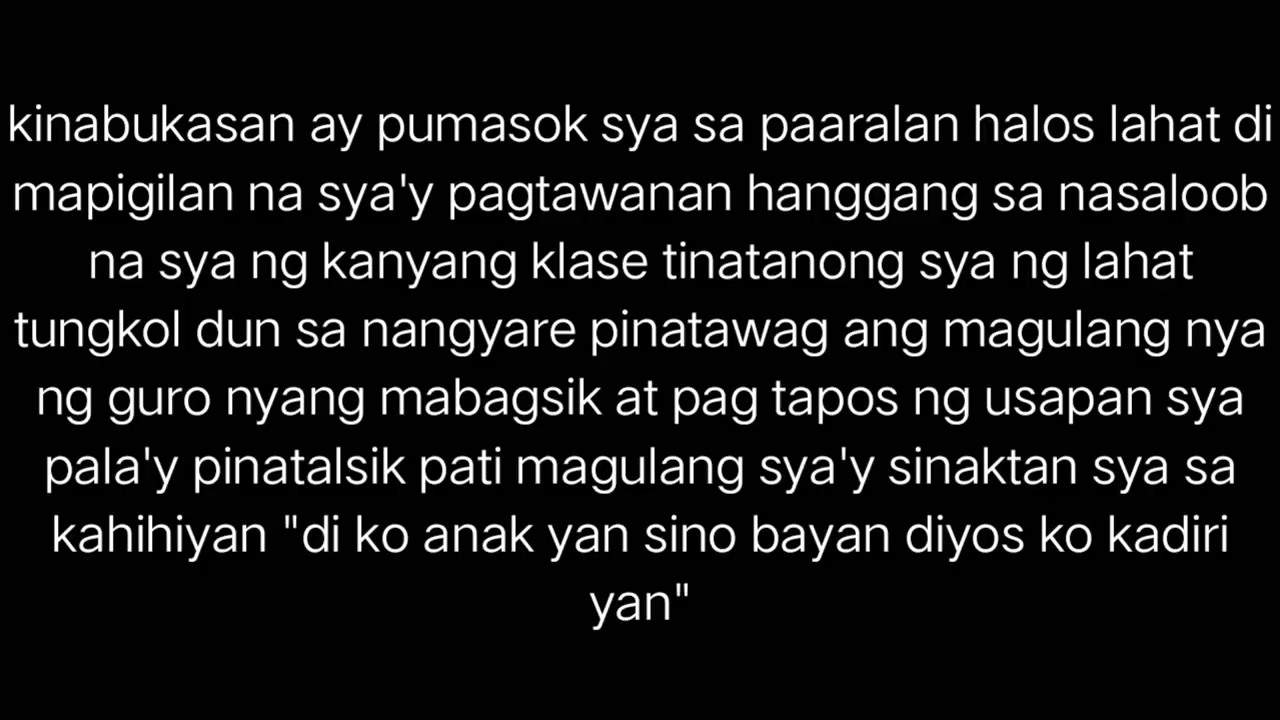 kinabukasan ay pumasok sya sa paaralan halos lahat di
mapigilan na sya'y pagtawanan hanggang sa nasaloob
na sya ng kanyang klase tinatanong sya ng lahat
tungkol dun sa nangyare pinatawag ang magulang nya
ng guro nyang mabagsik at pag tapos ng usapan sya
pala'y pinatalsik pati magulang sya'y sinaktan sya sa
kahihiyan "di ko anak yan sino bayan diyos ko kadiri
yan"